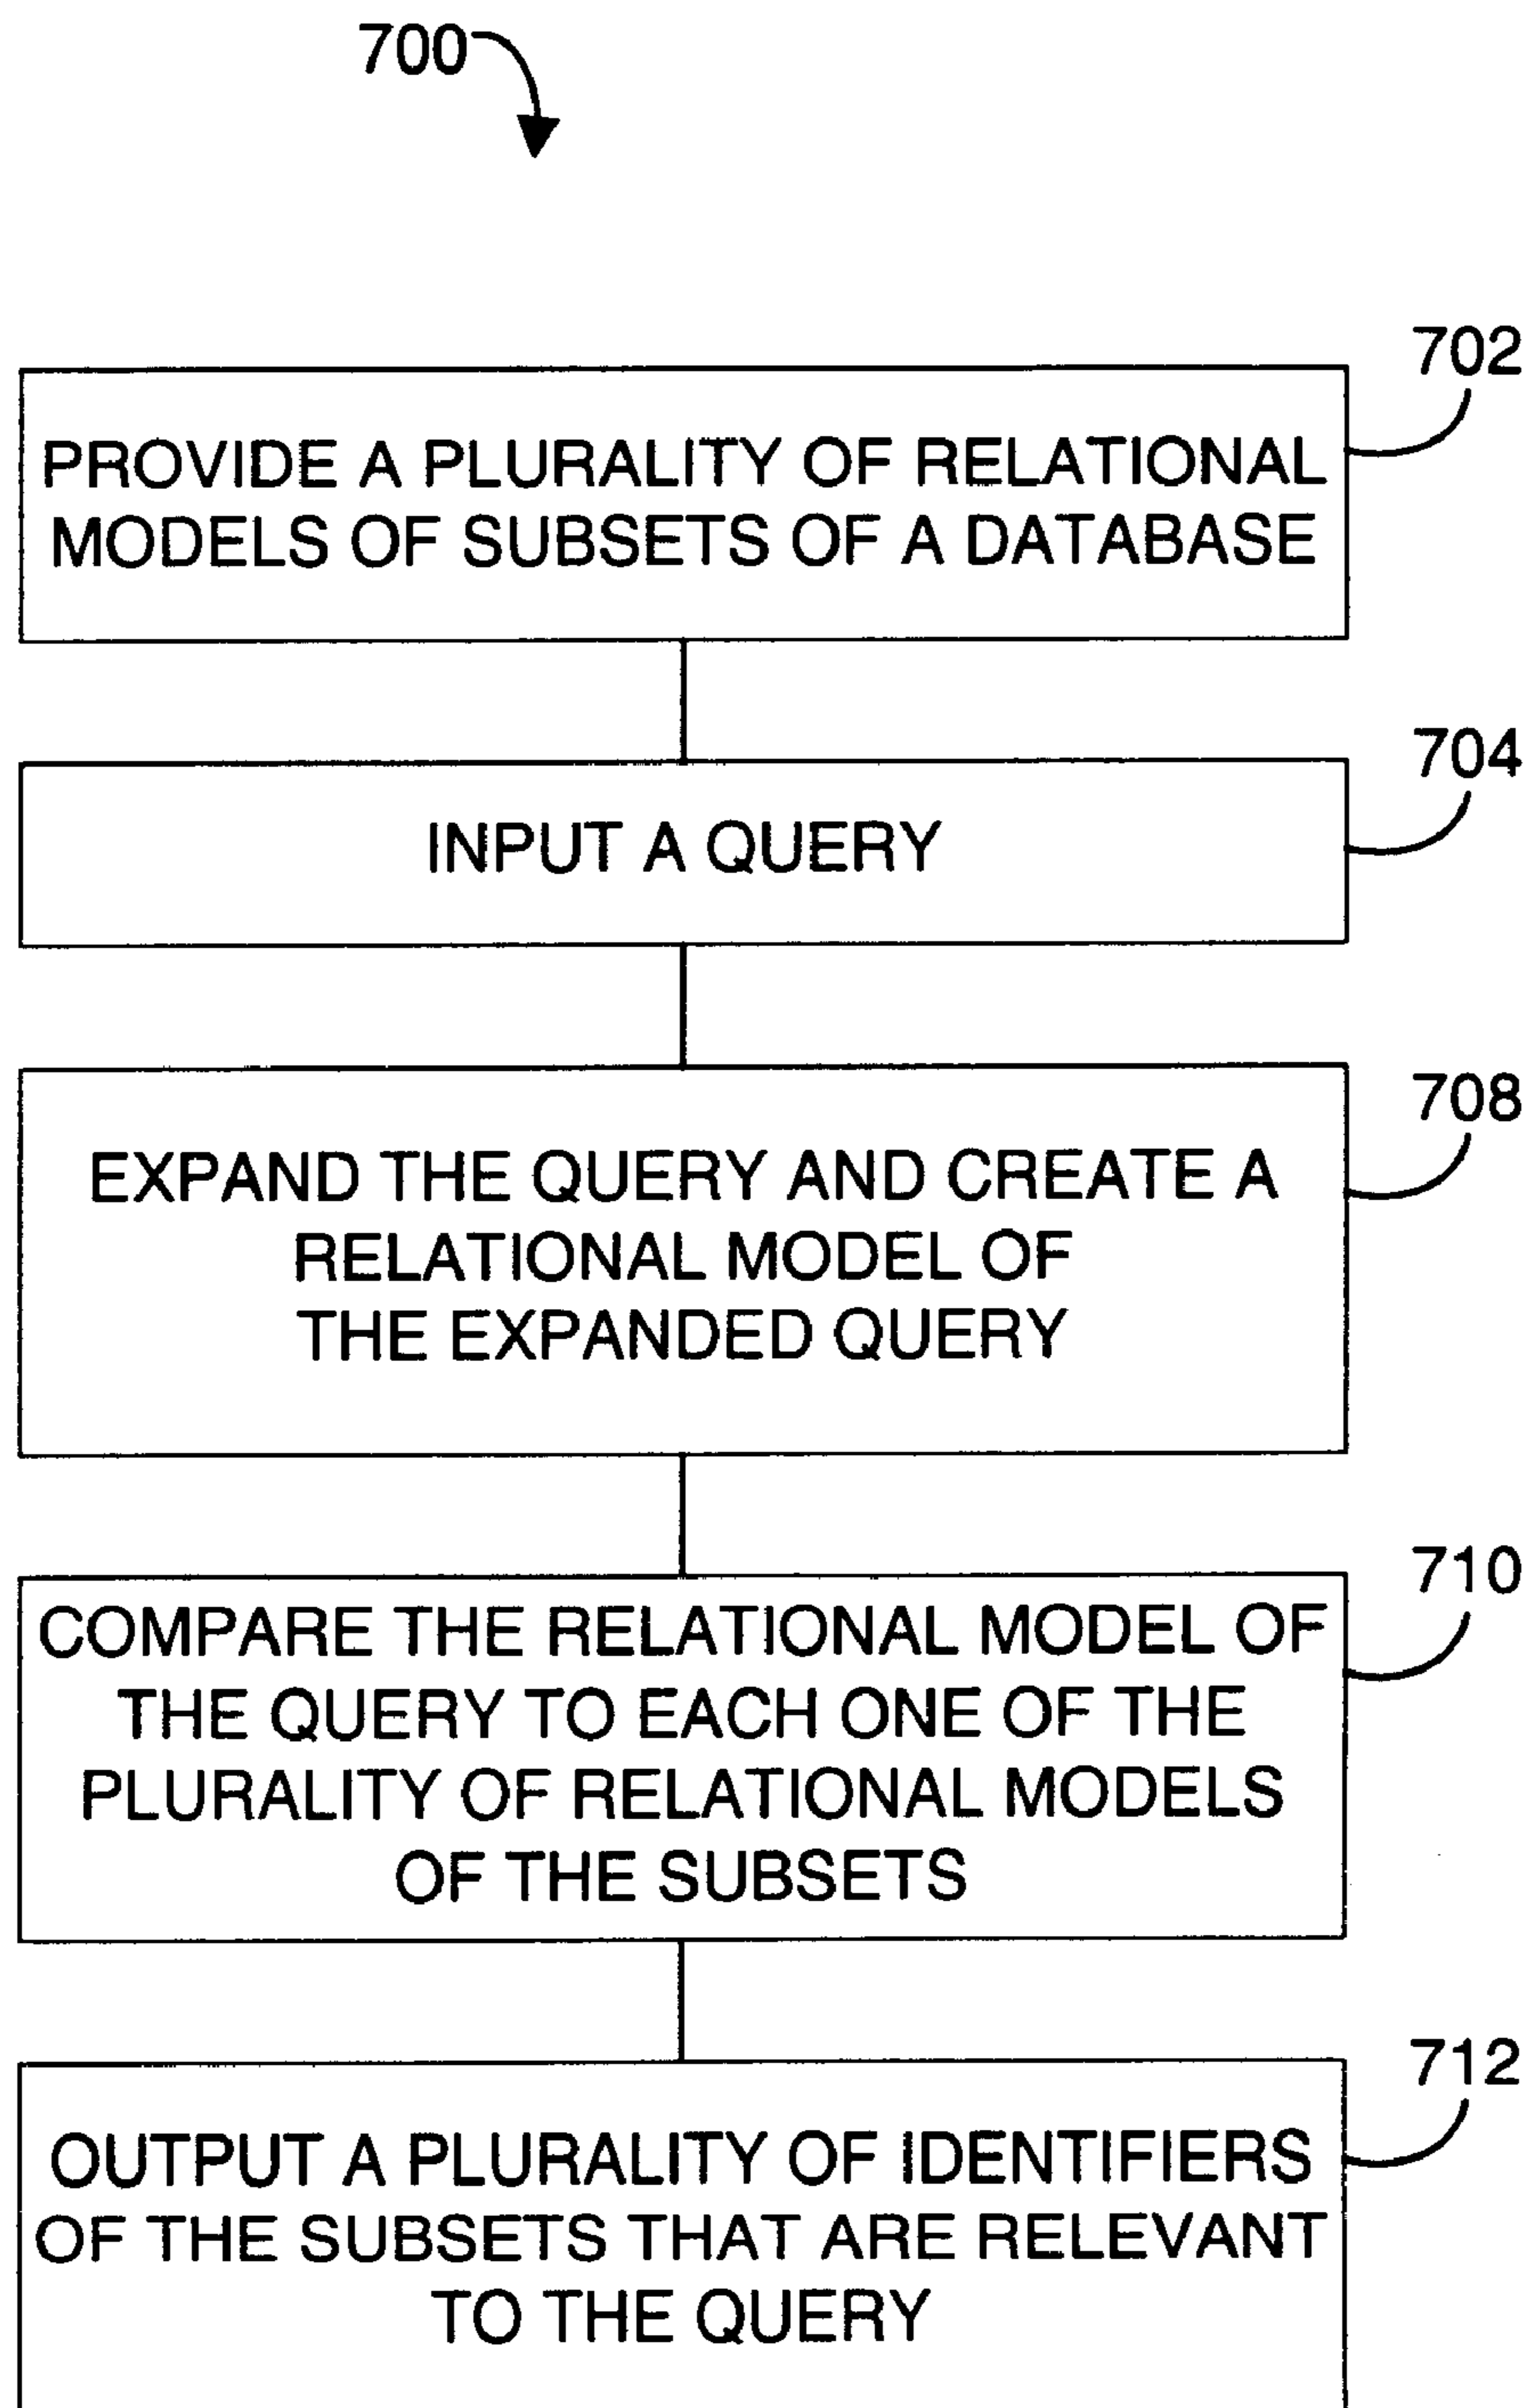 700
702
PROVIDE A PLURALITY OF RELATIONAL
MODELS OF SUBSETS OF A DATABASE
704
INPUT A QUERY
708
EXPAND THE QUERY AND CREATE A
RELATIONAL MODEL OF
THE EXPANDED QUERY
710
COMPARE THE RELATIONAL MODEL OF
THE QUERY TO EACH ONE OF THE
PLURALITY OF RELATIONAL MODELS
OF THE SUBSETS
712
OUTPUT A PLURALITY OF IDENTIFIERS
OF THE SUBSETS THAT ARE RELEVANT
TO THE QUERY